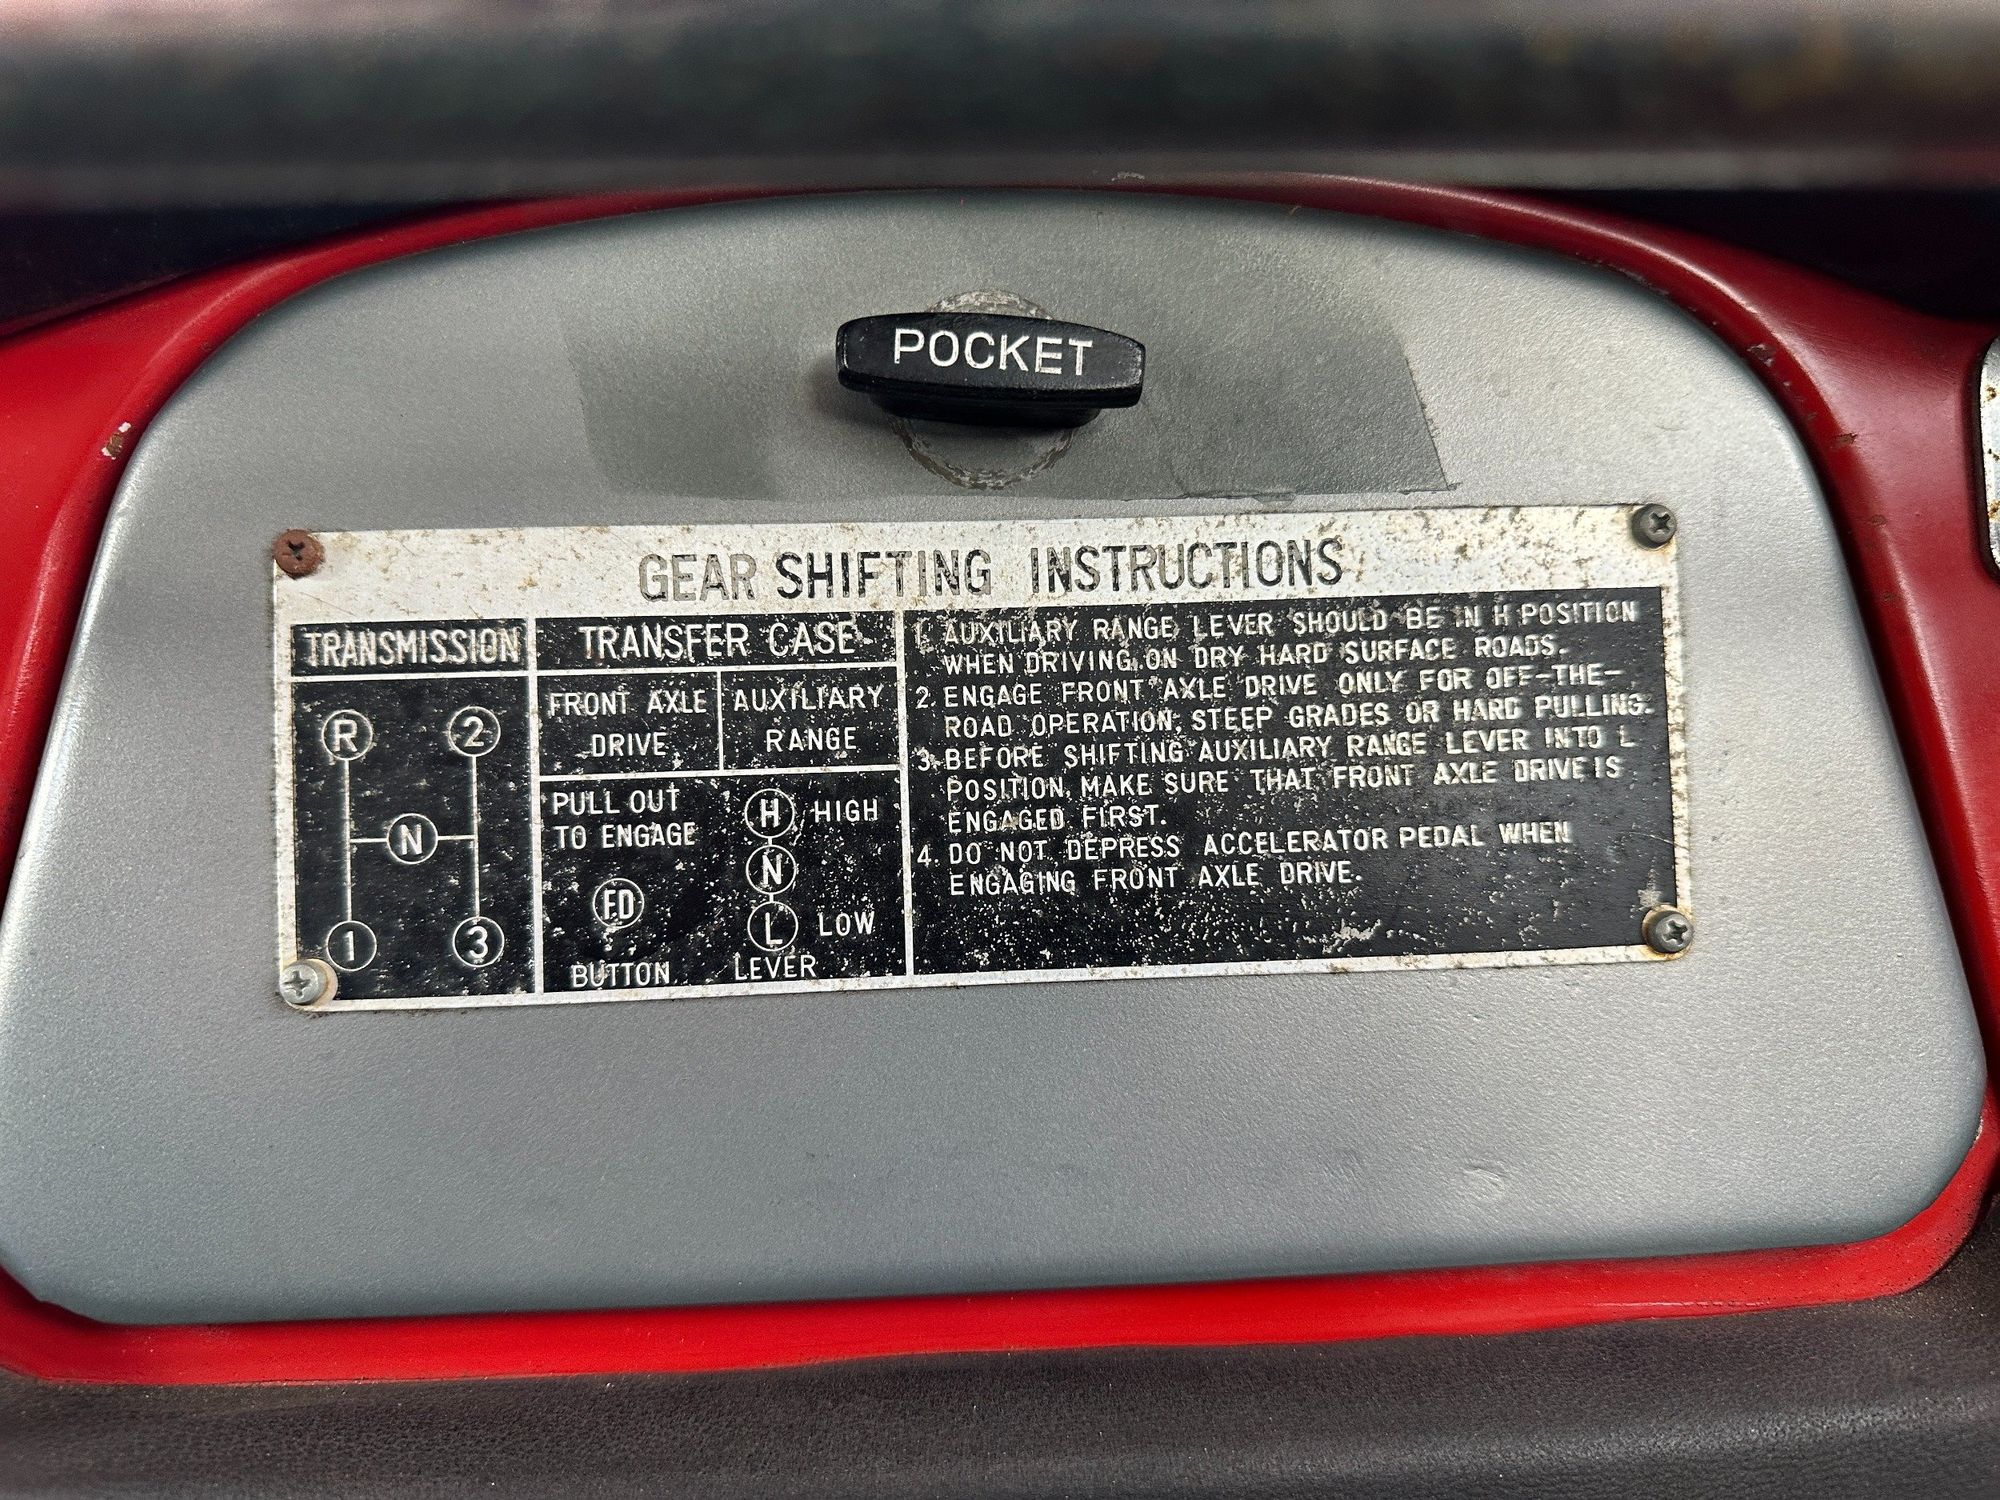 POCKET
GEAR SHIFTING INSTRUCTIONS
TRANSMISSION
R 2
N
1 3
TRANSFER CASE
FRONT AXLE
DRIVE
PULL OUT
TO ENGAGE
F.D
BUTTON
AUXILIARY
RANGE
H HIGH
N
L LOW
LEVER
1. AUXILIARY RANGE LEVER SHOULD BE IN H POSITION
WHEN DRIVING ON DRY HARD SURFACE ROADS.
2. ENGAGE FRONT AXLE DRIVE ONLY FOR OFF-THE-
ROAD OPERATION, STEEP GRADES OR HARD PULLING.
3. BEFORE SHIFTING AUXILIARY RANGE LEVER INTO L
POSITION, MAKE SURE THAT FRONT AXLE DRIVE IS
ENGAGED FIRST.
4. DO NOT DEPRESS ACCELERATOR PEDAL WHEN
ENGAGING FRONT AXLE DRIVE.